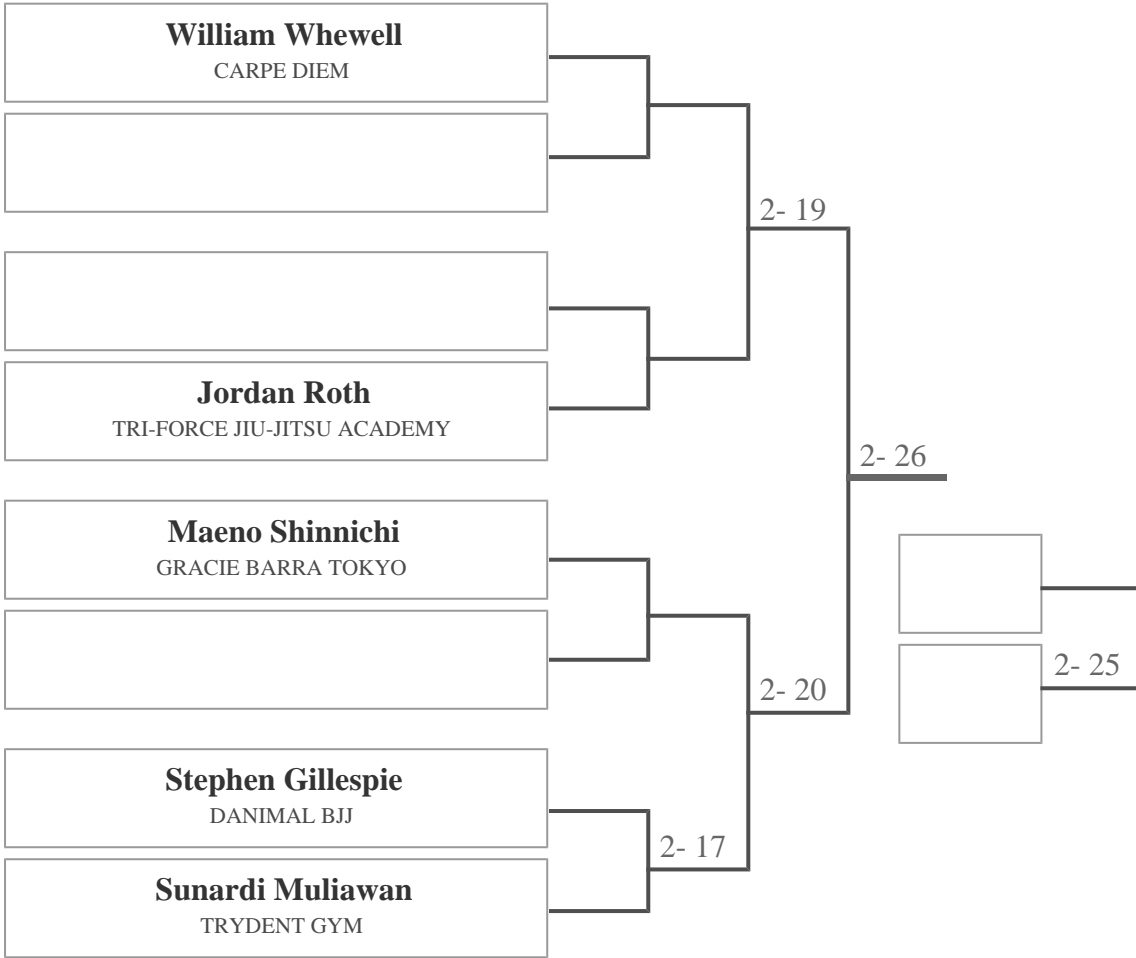 William Whewell
CARPE DIEM
2- 19
Jordan Roth
TRI-FORCE JIU-JITSU ACADEMY
2- 26
Maeno Shinnichi
GRACIE BARRA TOKYO
2- 25
2- 20
Stephen Gillespie
DANIMAL BJJ
2- 17
Sunardi Muliawan
TRYDENT GYM